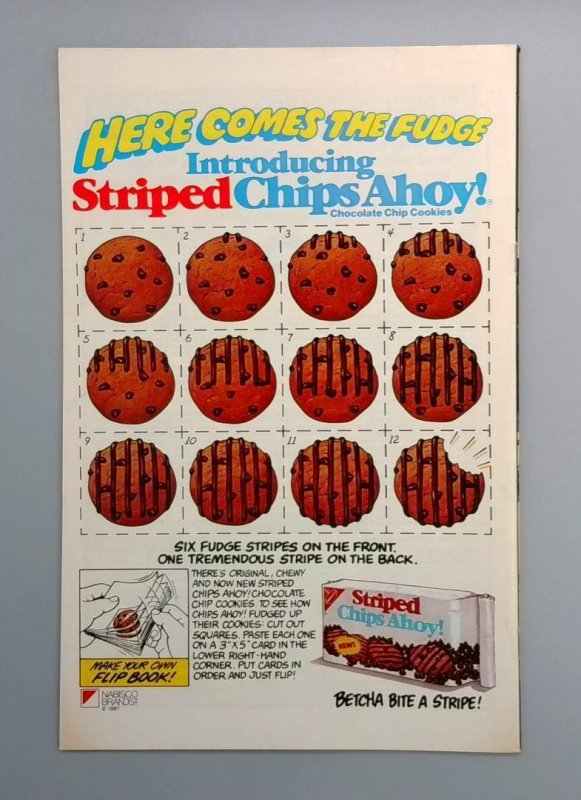 HERE COMES THE FUDGE
Introducing
Striped Chips Ahoy!®
Chocolate Chip Cookies
1 2 3 4
5 6 7 8
9 10 11 12
SIX FUDGE STRIPES ON THE FRONT.
ONE TREMENDOUS STRIPE ON THE BACK.
THERE'S ORIGINAL, CHEWY
AND NOW NEW STRIPED
CHIPS AHOY! CHOCOLATE
CHIP COOKIES. TO SEE HOW
CHIPS AHOY! FUDGED UP
THEIR COOKIES: CUT OUT
SQUARES. PASTE EACH ONE
ON A 3"X5" CARD IN THE
LOWER RIGHT-HAND
CORNER. PUT CARDS IN
ORDER AND JUST FLIP!
MAKE YOUR OWN
FLIP BOOK!
NABISCO
BRANDS
© 1987
Striped
Chips Ahoy!
NEW!
BETCHA BITE A STRIPE!